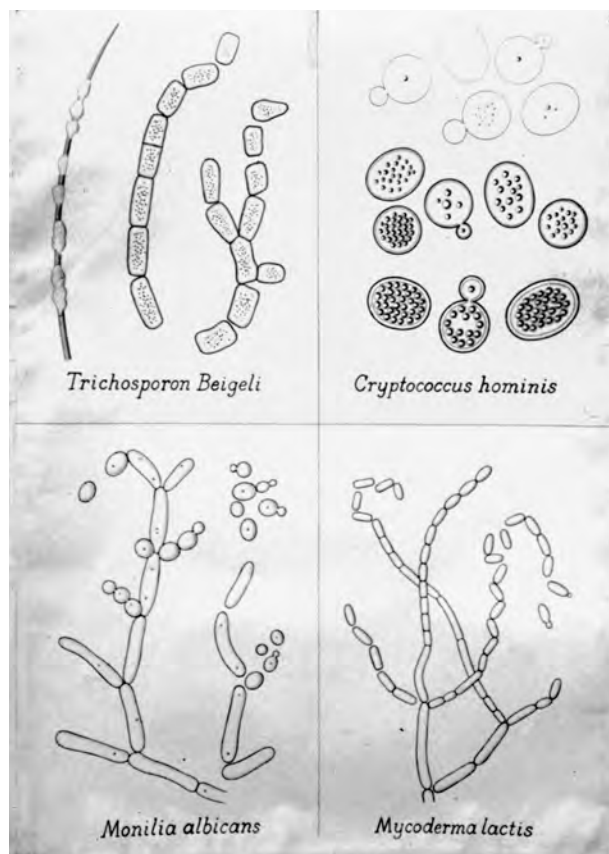 Trichosporon Beigeli
Cryptococcus hominis
Monilia albicans
Mycoderma lactis